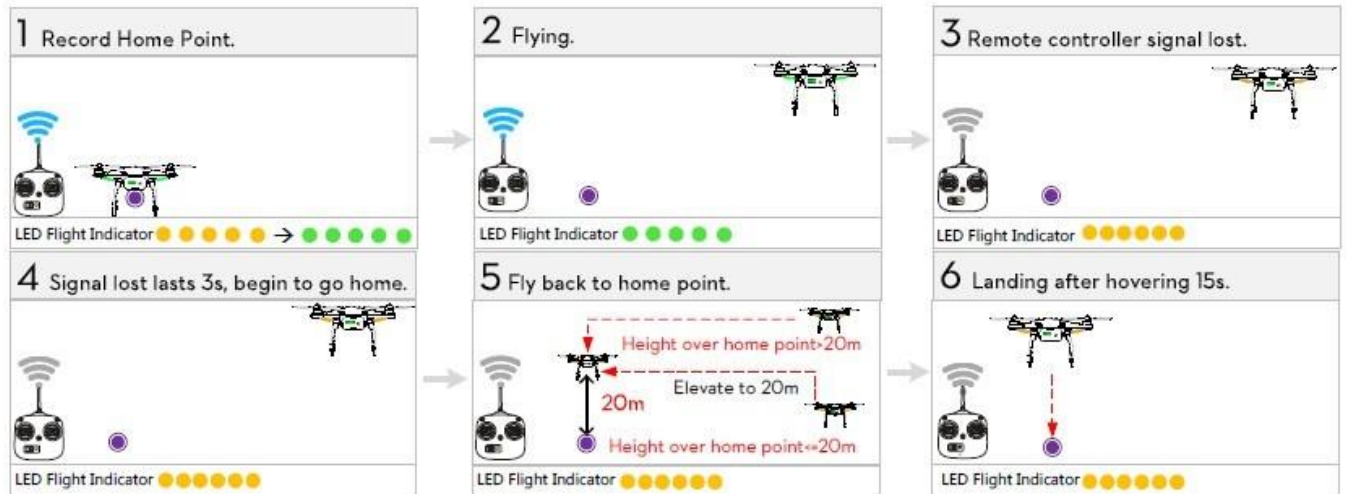 1 Record Home Point.
2 Flying.
3 Remote controller signal lost.
LED Flight Indicator →
LED Flight Indicator
LED Flight Indicator
4 Signal lost lasts 3s, begin to go home.
5 Fly back to home point.
6 Landing after hovering 15s.
Height over home point>20m
Elevate to 20m
20m
Height over home point<=20m
LED Flight Indicator
LED Flight Indicator
LED Flight Indicator